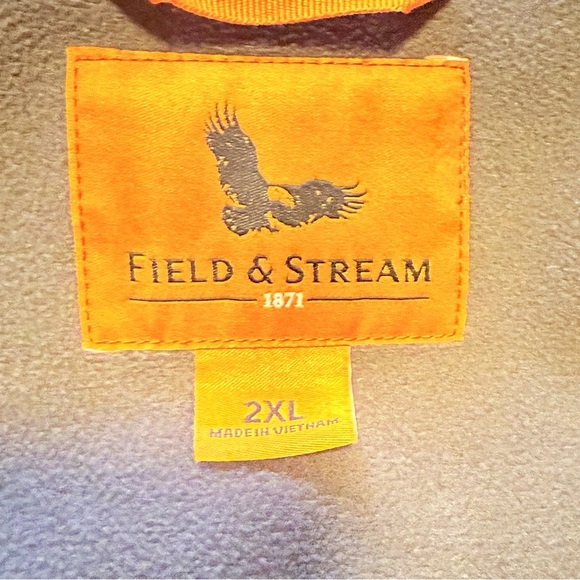 FIELD & STREAM
1871
2XL
MADE IN VIETNAM